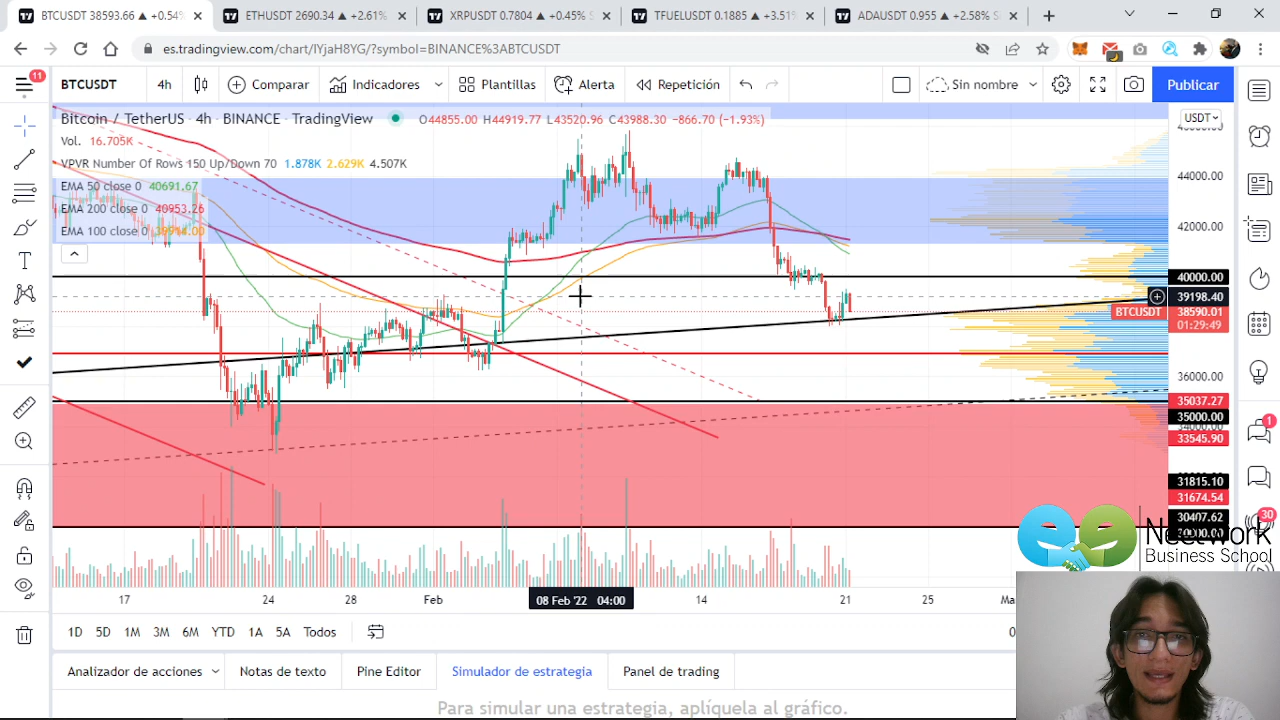 BTCUSDT 38593.66 ▲ +0.54%
ETHUSDT 2690.34 ▲ +2.61%
XRPUSDT 0.7804 ▲ +0.45% S
TFUELUSDT 0.1885 ▲ +3.51%
ADAUSDT 0.955 ▲ +2.58% S
es.tradingview.com/chart/IYjaH8YG/?symbol=BINANCE%3ABTCUSDT
11
BTCUSDT
4h
Comparar
Indicadores
Plantillas
Alerta
Repetición
Sin nombre
Publicar
Bitcoin / TetherUS · 4h · BINANCE · TradingView
O44855.00 H44919.77 L43520.96 C43988.30 −866.70 (−1.93%)
USDT
Vol. 16.705K
VPVR Number Of Rows 150 Up/Down 70 1.878K 2.629K 4.507K
EMA 50 close 0 40691.67
EMA 200 close 0 40953.26
EMA 100 close 0
44000.00
42000.00
40000.00
39198.40
BTCUSDT
38590.01
01:29:49
36000.00
35037.27
35000.00
33545.90
31815.10
31674.54
30407.62
1
30
NeetWork
Business School
17
24
28
Feb
08 Feb '22 04:00
14
21
25
1D 5D 1M 3M 6M YTD 1A 5A Todos
Analizador de acciones
Notas de texto
Pine Editor
Simulador de estrategia
Panel de trading
Para simular una estrategia, aplíquela al gráfico.